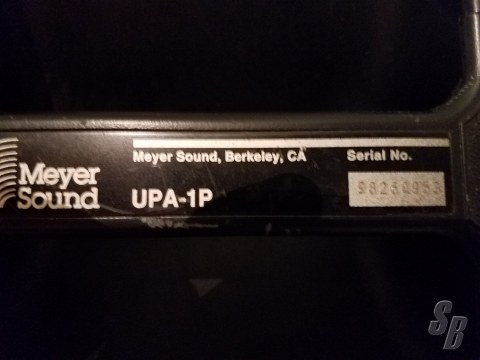 Meyer Sound, Berkeley, CA
Serial No.
Meyer
Sound
UPA-1P
SB